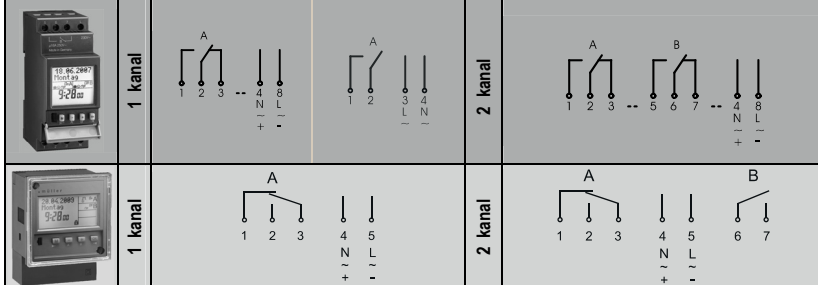 18.06.2007
Montag
9:28
1 kanal
A
1 2 3 -- 4 8
N L
~ ~
+ -
A
1 2 3 4
L N
~ ~
2 kanal
A B
1 2 3 -- 5 6 7 -- 4 8
N L
~ ~
+ -
20.04.2009
Montag
9:28
1 kanal
A
1 2 3 4 5
N L
~ ~
+ -
2 kanal
A B
1 2 3 4 5 6 7
N L
~ ~
+ -